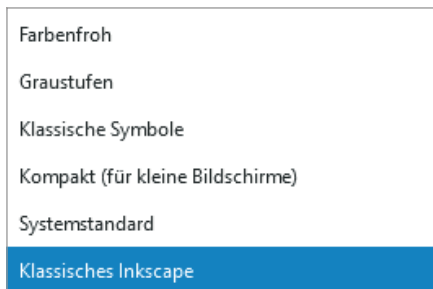 Farbenfroh
Graustufen
Klassische Symbole
Kompakt (für kleine Bildschirme)
Systemstandard
Klassisches Inkscape